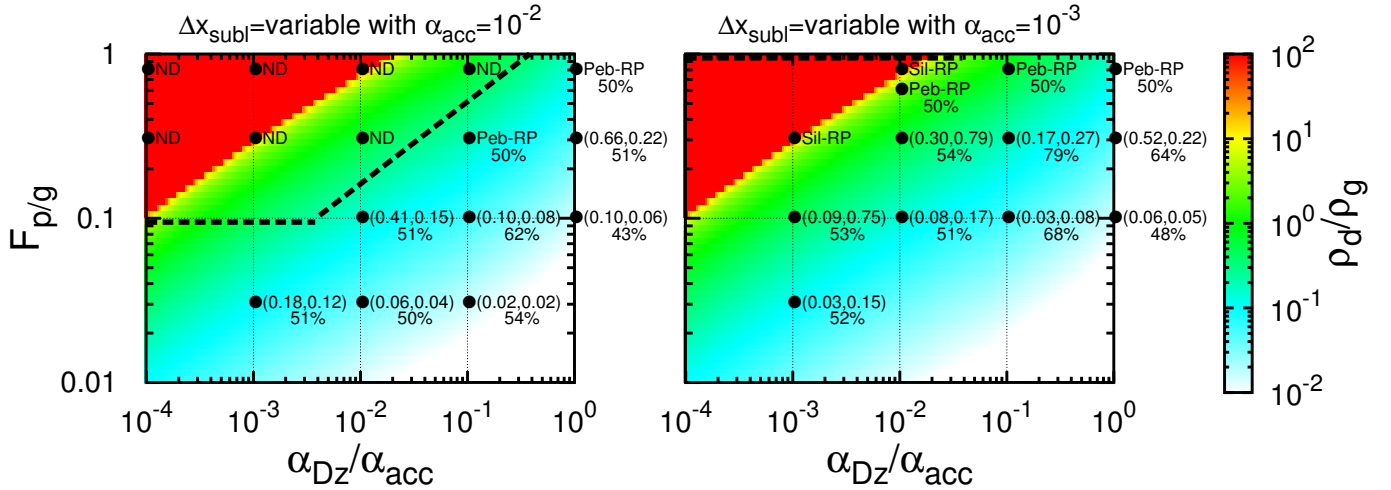 Δx_subl=variable with α_acc=10^-2
Δx_subl=variable with α_acc=10^-3
F_p/g
1
0.1
0.01
ND
ND
ND
ND
Peb-RP
50%
ND
ND
ND
Peb-RP
50%
(0.66,0.22)
51%
(0.41,0.15)
51%
(0.10,0.08)
62%
(0.10,0.06)
43%
(0.18,0.12)
51%
(0.06,0.04)
50%
(0.02,0.02)
54%
10^-4
10^-3
10^-2
10^-1
10^0
α_Dz/α_acc
Sil-RP
Peb-RP
50%
Peb-RP
50%
Peb-RP
50%
Sil-RP
(0.30,0.79)
54%
(0.17,0.27)
79%
(0.52,0.22)
64%
(0.09,0.75)
53%
(0.08,0.17)
51%
(0.03,0.08)
68%
(0.06,0.05)
48%
(0.03,0.15)
52%
10^-4
10^-3
10^-2
10^-1
10^0
α_Dz/α_acc
10^2
10^1
10^0
10^-1
10^-2
ρ_d/ρ_g